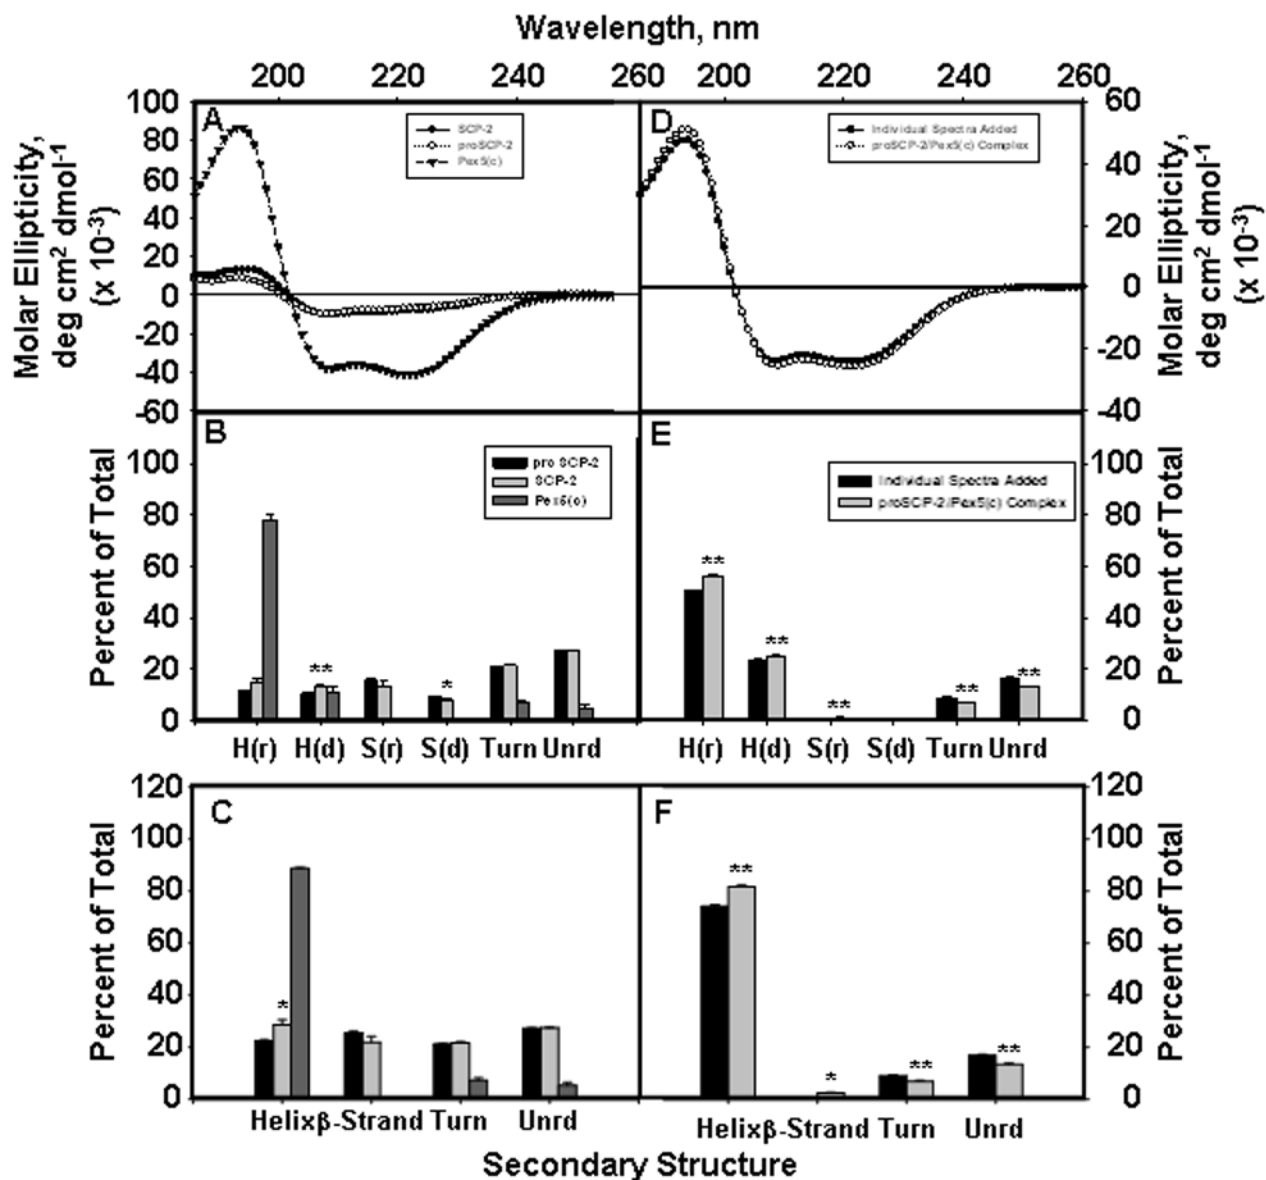 Wavelength, nm
200 220 240 260 200 220 240 260
Molar Ellipticity,
deg cm² dmol⁻¹
(x 10⁻³)
100
80
60
40
20
0
-20
-40
-60
A
SCP-2
proSCP-2
Pex5(c)
D
Individual Spectra Added
proSCP-2/Pex5(c) Complex
60
40
20
0
-20
-40
Molar Ellipticity,
deg cm² dmol⁻¹
(x 10⁻³)
Percent of Total
100
80
60
40
20
0
B
pro SCP-2
SCP-2
Pex5(c)
**
*
H(r) H(d) S(r) S(d) Turn Unrd
E
Individual Spectra Added
proSCP-2/Pex5(c) Complex
**
**
**
**
**
H(r) H(d) S(r) S(d) Turn Unrd
100
80
60
40
20
0
Percent of Total
Percent of Total
120
100
80
60
40
20
0
C
*
Helixβ-Strand Turn Unrd
F
**
*
**
**
Helixβ-Strand Turn Unrd
120
100
80
60
40
20
0
Percent of Total
Secondary Structure